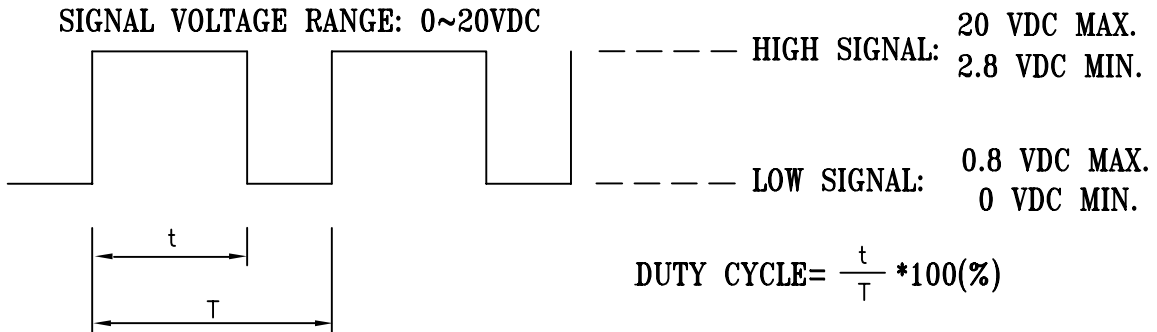 SIGNAL VOLTAGE RANGE: 0~20VDC
HIGH SIGNAL: 20 VDC MAX.
2.8 VDC MIN.
LOW SIGNAL: 0.8 VDC MAX.
0 VDC MIN.
t
T
DUTY CYCLE= t/T *100(%)